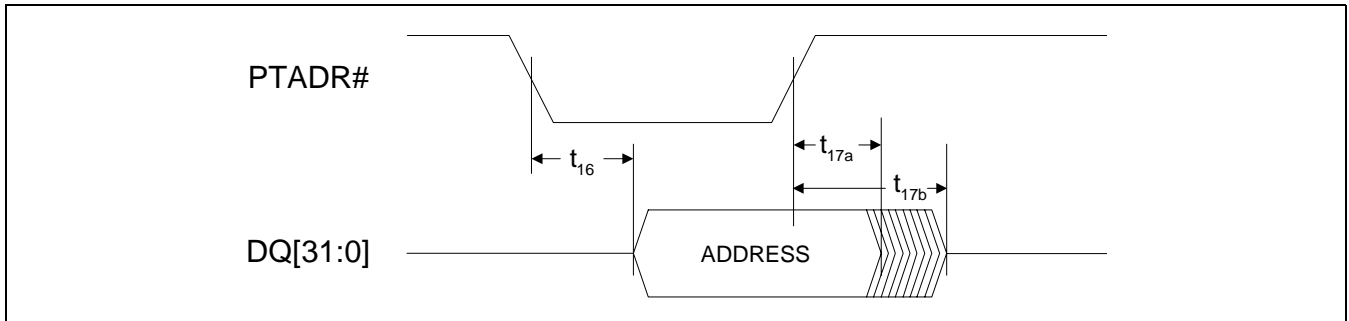 PTADR#
t16
t17a
t17b
DQ[31:0]
ADDRESS